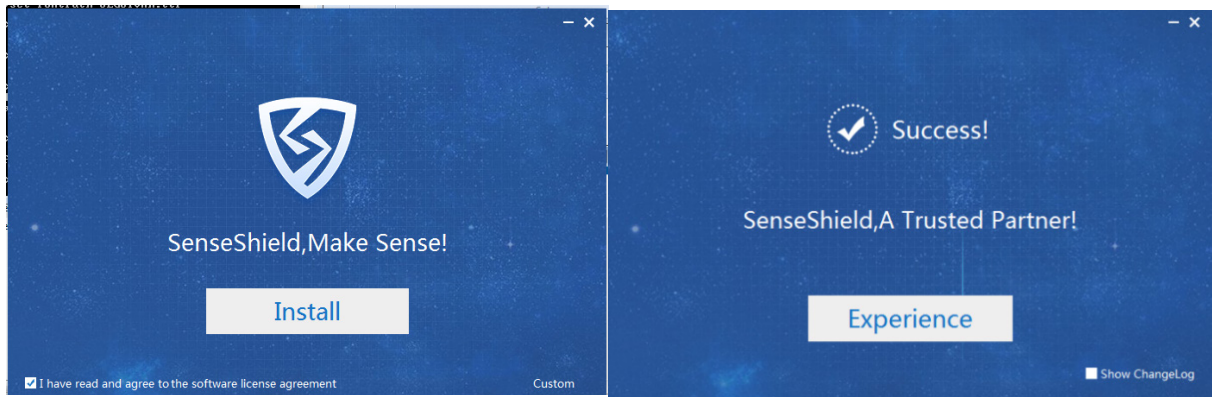 SenseShield,Make Sense!
Install
I have read and agree to the software license agreement
Custom
Success!
SenseShield,A Trusted Partner!
Experience
Show ChangeLog